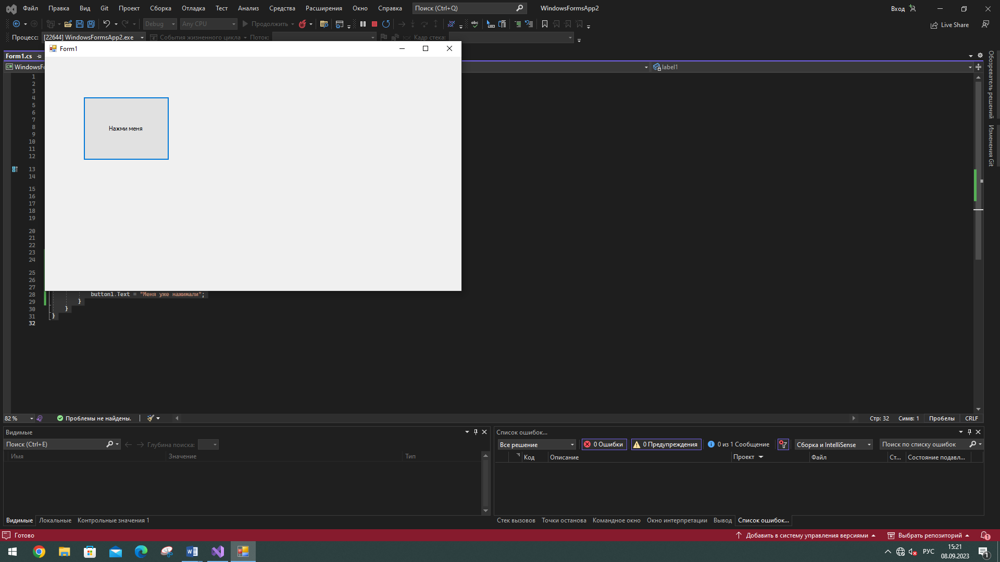 Файл Правка Вид Git Проект Сборка Отладка Тест Анализ Средства Расширения Окно Справка Поиск (Ctrl+Q) WindowsFormsApp2 Вход
Debug Any CPU Продолжить Live Share
Процесс: [22644] WindowsFormsApp2.exe События жизненного цикла Поток: Кадр стека:
Form1
Form1.cs
WindowsFo
label1
Обозреватель решений
Изменения Git
Нажми меня
1
2
3
4
5
6
7
8
9
10
11
12
13
14
15
16
17
18
19
20
21
22
23
24
25
26
27
28 button1.Text = "Меня уже нажимали";
29 }
30 }
31 }
32
82 % Проблемы не найдены. Стр: 32 Симв: 1 Пробелы CRLF
Видимые
Поиск (Ctrl+E) Глубина поиска:
Имя Значение Тип
Видимые Локальные Контрольные значения 1
Список ошибок...
Все решение 0 Ошибки 0 Предупреждения 0 из 1 Сообщение Сборка и IntelliSense Поиск по списку ошибок
Код Описание Проект Файл Ст... Состояние подавл...
Стек вызовов Точки останова Командное окно Окно интерпретации Вывод Список ошибок...
Готово Добавить в систему управления версиями Выбрать репозиторий 1
РУС 15:21
08.09.2023 1